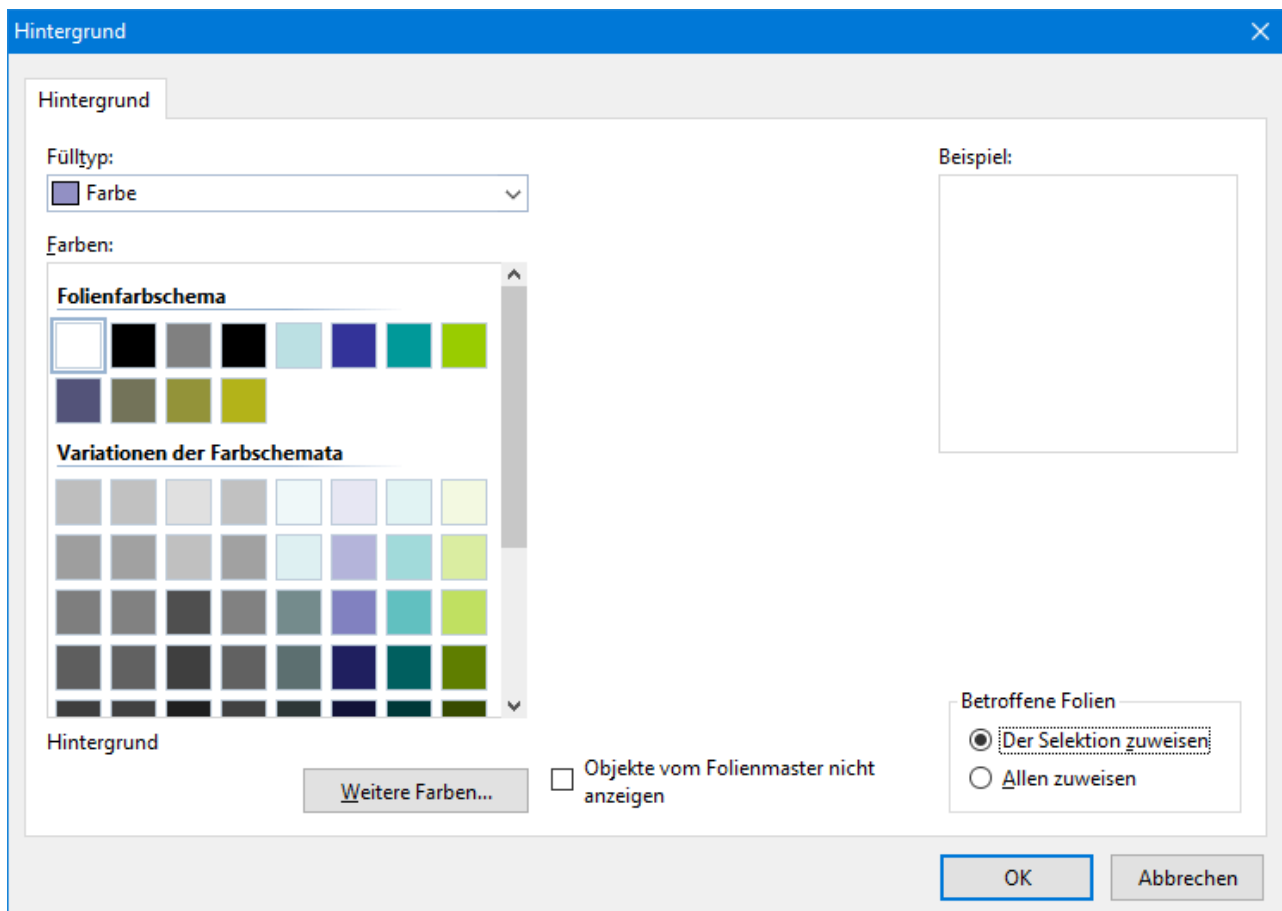 Hintergrund
Hintergrund
Fülltyp:
Beispiel:
Farbe
Farben:
Folienfarbschema
Variationen der Farbschemata
Betroffene Folien
Der Selektion zuweisen
Allen zuweisen
Hintergrund
Objekte vom Folienmaster nicht
anzeigen
Weitere Farben...
OK
Abbrechen